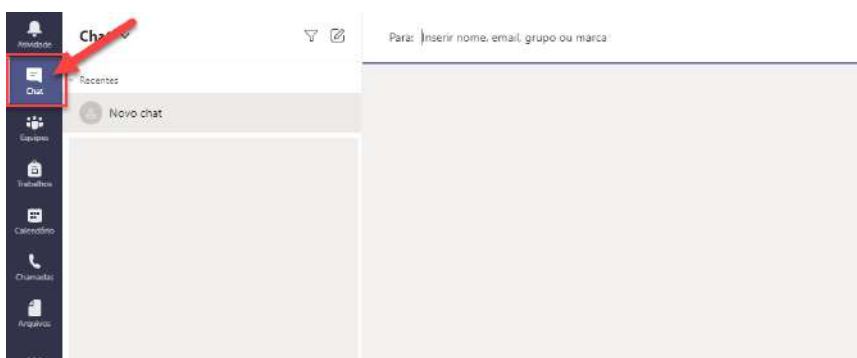 Atividade
Chat
Equipes
Trabalhos
Calendário
Chamadas
Arquivos
Chat
Recentes
Novo chat
Para: Inserir nome, email, grupo ou marca